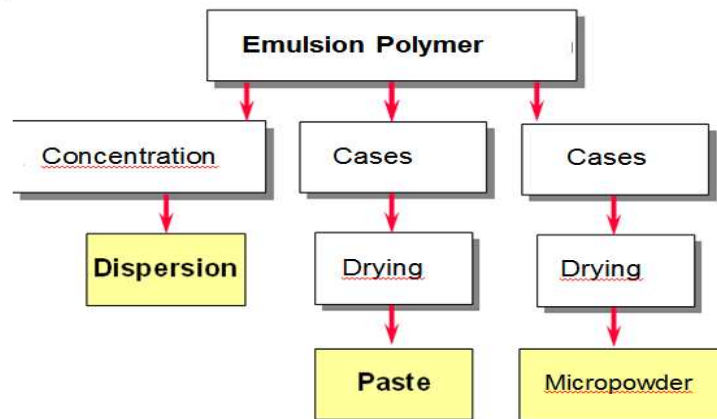 Emulsion Polymer
Concentration
Cases
Cases
Dispersion
Drying
Drying
Paste
Micropowder